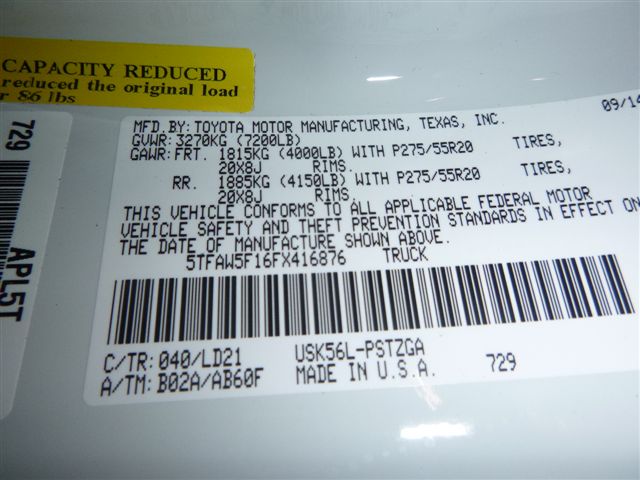 CAPACITY REDUCED
reduced the original load
r 86 lbs
729
APL5T
MFD.BY: TOYOTA MOTOR MANUFACTURING, TEXAS, INC. 09/14
GVWR: 3270KG (7200LB)
GAWR: FRT. 1815KG (4000LB) WITH P275/55R20 TIRES,
20X8J RIMS.
RR. 1885KG (4150LB) WITH P275/55R20 TIRES,
20X8J RIMS.
THIS VEHICLE CONFORMS TO ALL APPLICABLE FEDERAL MOTOR
VEHICLE SAFETY AND THEFT PREVENTION STANDARDS IN EFFECT ON
THE DATE OF MANUFACTURE SHOWN ABOVE.
5TFAW5F16FX416876 TRUCK
C/TR: 040/LD21 USK56L-PSTZGA
A/TM: B02A/AB60F MADE IN U.S.A. 729